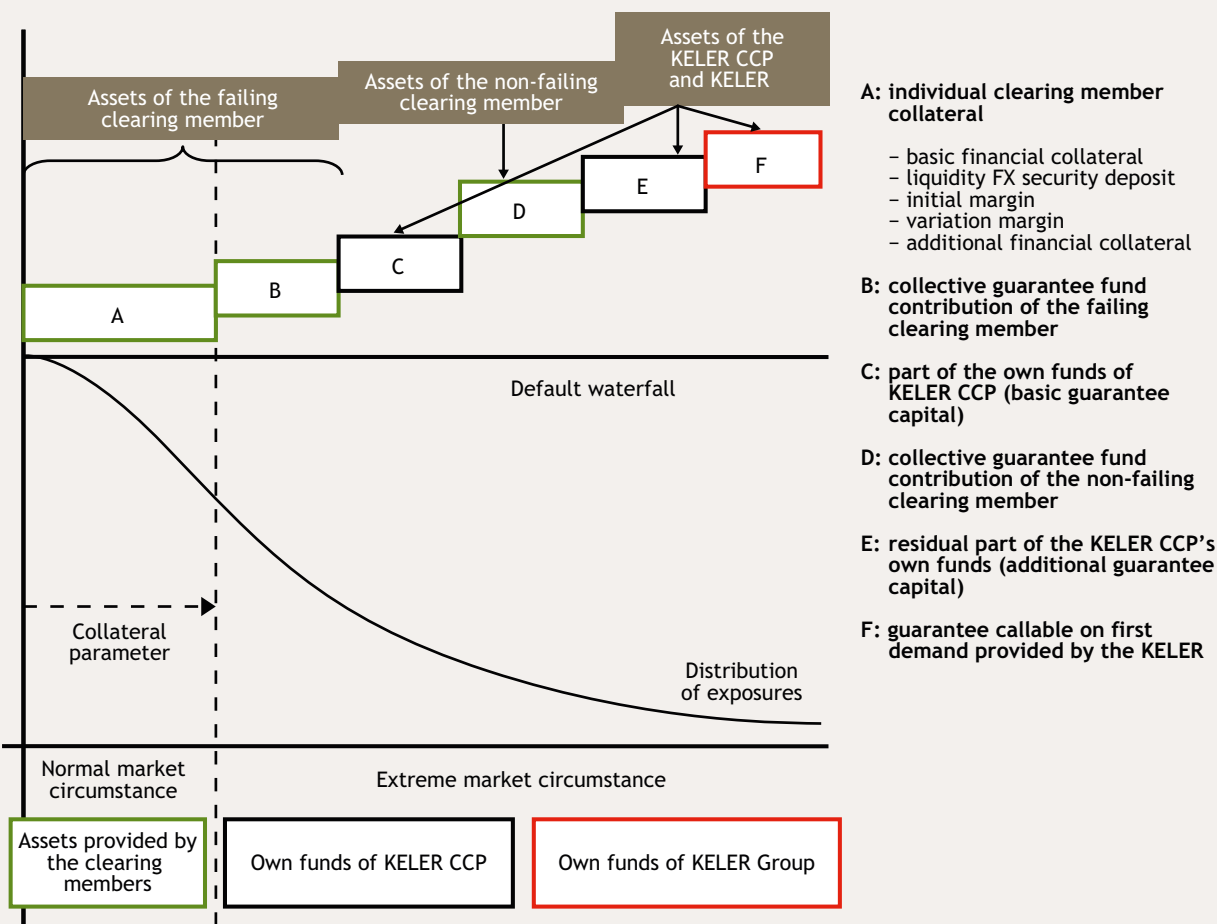 Assets of the failing
clearing member
Assets of the non-failing
clearing member
Assets of the
KELER CCP
and KELER
A
B
C
D
E
F
Default waterfall
Collateral
parameter
Distribution
of exposures
Normal market
circumstance
Extreme market circumstance
Assets provided by
the clearing
members
Own funds of KELER CCP
Own funds of KELER Group
A: individual clearing member
collateral
– basic financial collateral
– liquidity FX security deposit
– initial margin
– variation margin
– additional financial collateral
B: collective guarantee fund
contribution of the failing
clearing member
C: part of the own funds of
KELER CCP (basic guarantee
capital)
D: collective guarantee fund
contribution of the non-failing
clearing member
E: residual part of the KELER CCP's
own funds (additional guarantee
capital)
F: guarantee callable on first
demand provided by the KELER